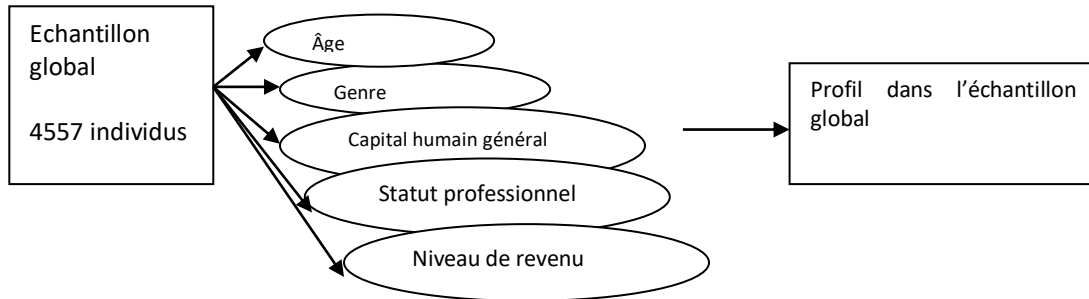 Echantillon
global
4557 individus
Âge
Genre
Capital humain général
Statut professionnel
Niveau de revenu
Profil dans l'échantillon
global